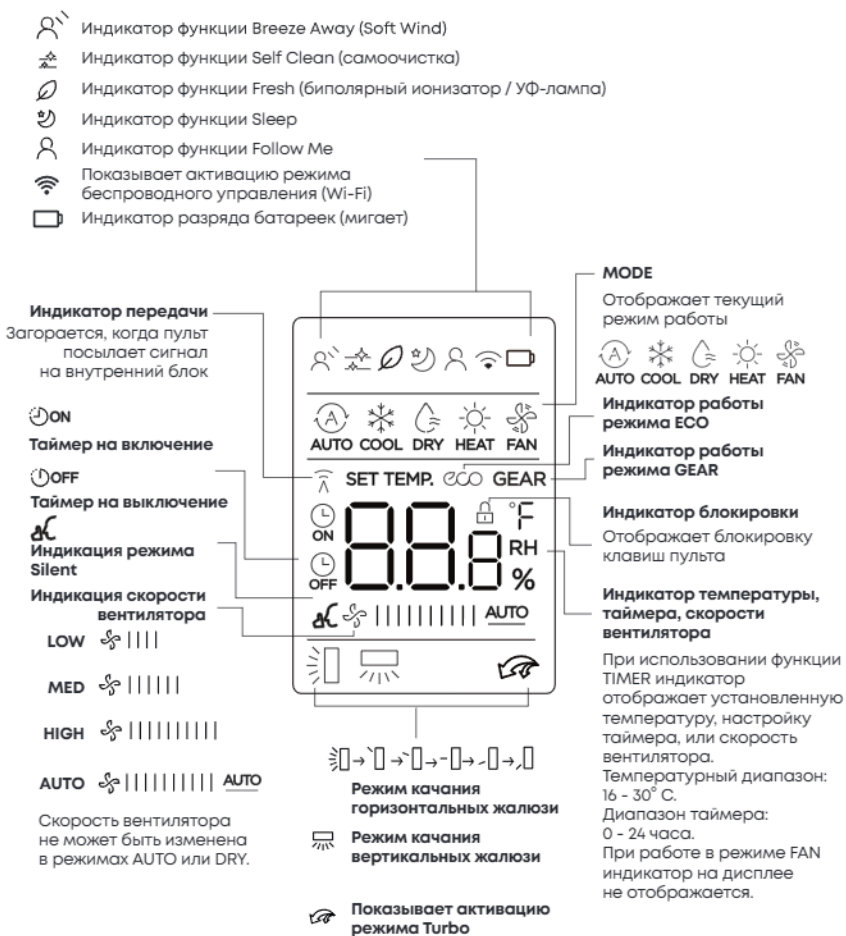 Индикатор функции Breeze Away (Soft Wind)
Индикатор функции Self Clean (самоочистка)
Индикатор функции Fresh (биполярный ионизатор / УФ-лампа)
Индикатор функции Sleep
Индикатор функции Follow Me
Показывает активацию режима
беспроводного управления (Wi-Fi)
Индикатор разряда батареек (мигает)
Индикатор передачи
Загорается, когда пульт
посылает сигнал
на внутренний блок
ON
Таймер на включение
OFF
Таймер на выключение
Индикация режима
Silent
Индикация скорости
вентилятора
LOW
MED
HIGH
AUTO AUTO
Скорость вентилятора
не может быть изменена
в режимах AUTO или DRY.
A
AUTO COOL DRY HEAT FAN
SET TEMP. eco GEAR
ON
OFF
88.8
°F
RH
%
AUTO
Режим качания
горизонтальных жалюзи
Режим качания
вертикальных жалюзи
Показывает активацию
режима Turbo
MODE
Отображает текущий
режим работы
A
AUTO COOL DRY HEAT FAN
Индикатор работы
режима ECO
Индикатор работы
режима GEAR
Индикатор блокировки
Отображает блокировку
клавиш пульта
Индикатор температуры,
таймера, скорости
вентилятора
При использовании функции
TIMER индикатор
отображает установленную
температуру, настройку
таймера, или скорость
вентилятора.
Температурный диапазон:
16 - 30° C.
Диапазон таймера:
0 - 24 часа.
При работе в режиме FAN
индикатор на дисплее
не отображается.